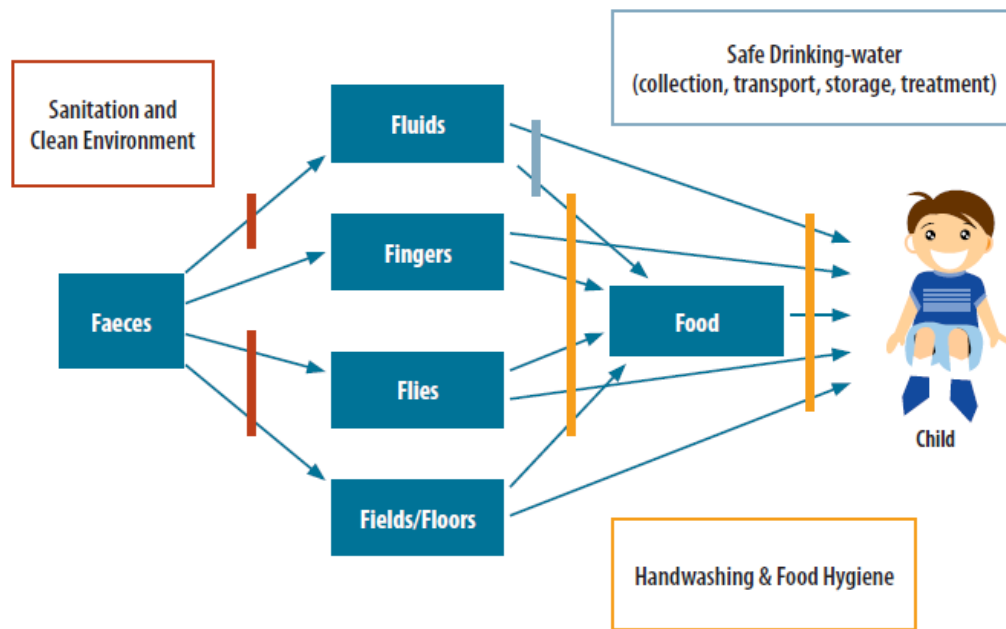 Sanitation and
Clean Environment
Safe Drinking-water
(collection, transport, storage, treatment)
Fluids
Fingers
Faeces
Food
Flies
Child
Fields/Floors
Handwashing & Food Hygiene